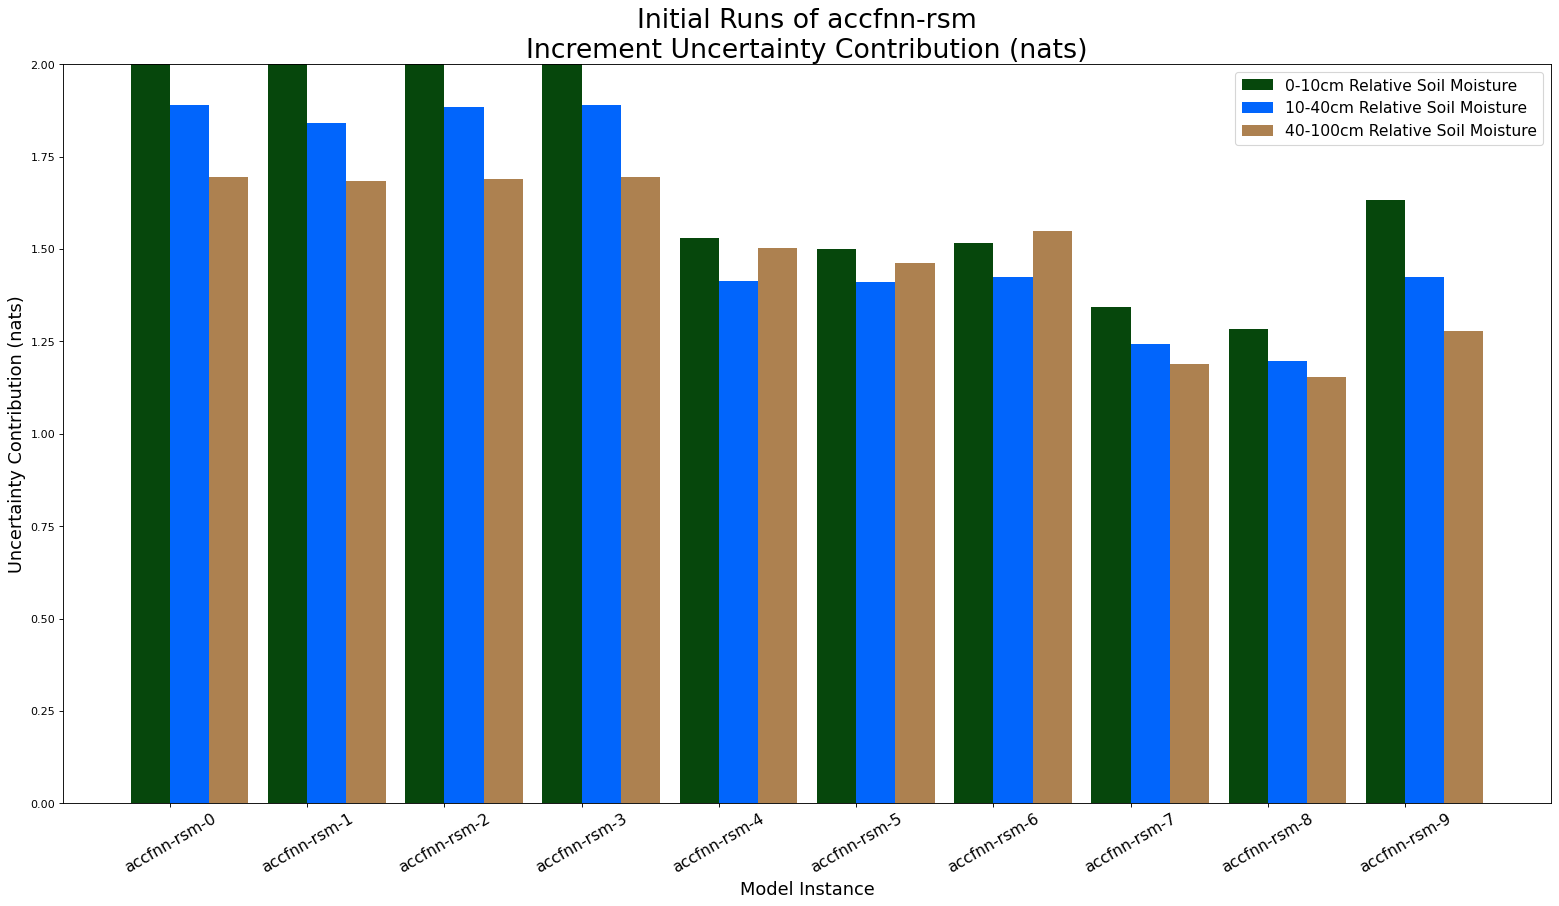 Initial Runs of accfnn-rsm
Increment Uncertainty Contribution (nats)
0-10cm Relative Soil Moisture
10-40cm Relative Soil Moisture
40-100cm Relative Soil Moisture
Uncertainty Contribution (nats)
2.00
1.75
1.50
1.25
1.00
0.75
0.50
0.25
0.00
accfnn-rsm-0
accfnn-rsm-1
accfnn-rsm-2
accfnn-rsm-3
accfnn-rsm-4
accfnn-rsm-5
accfnn-rsm-6
accfnn-rsm-7
accfnn-rsm-8
accfnn-rsm-9
Model Instance